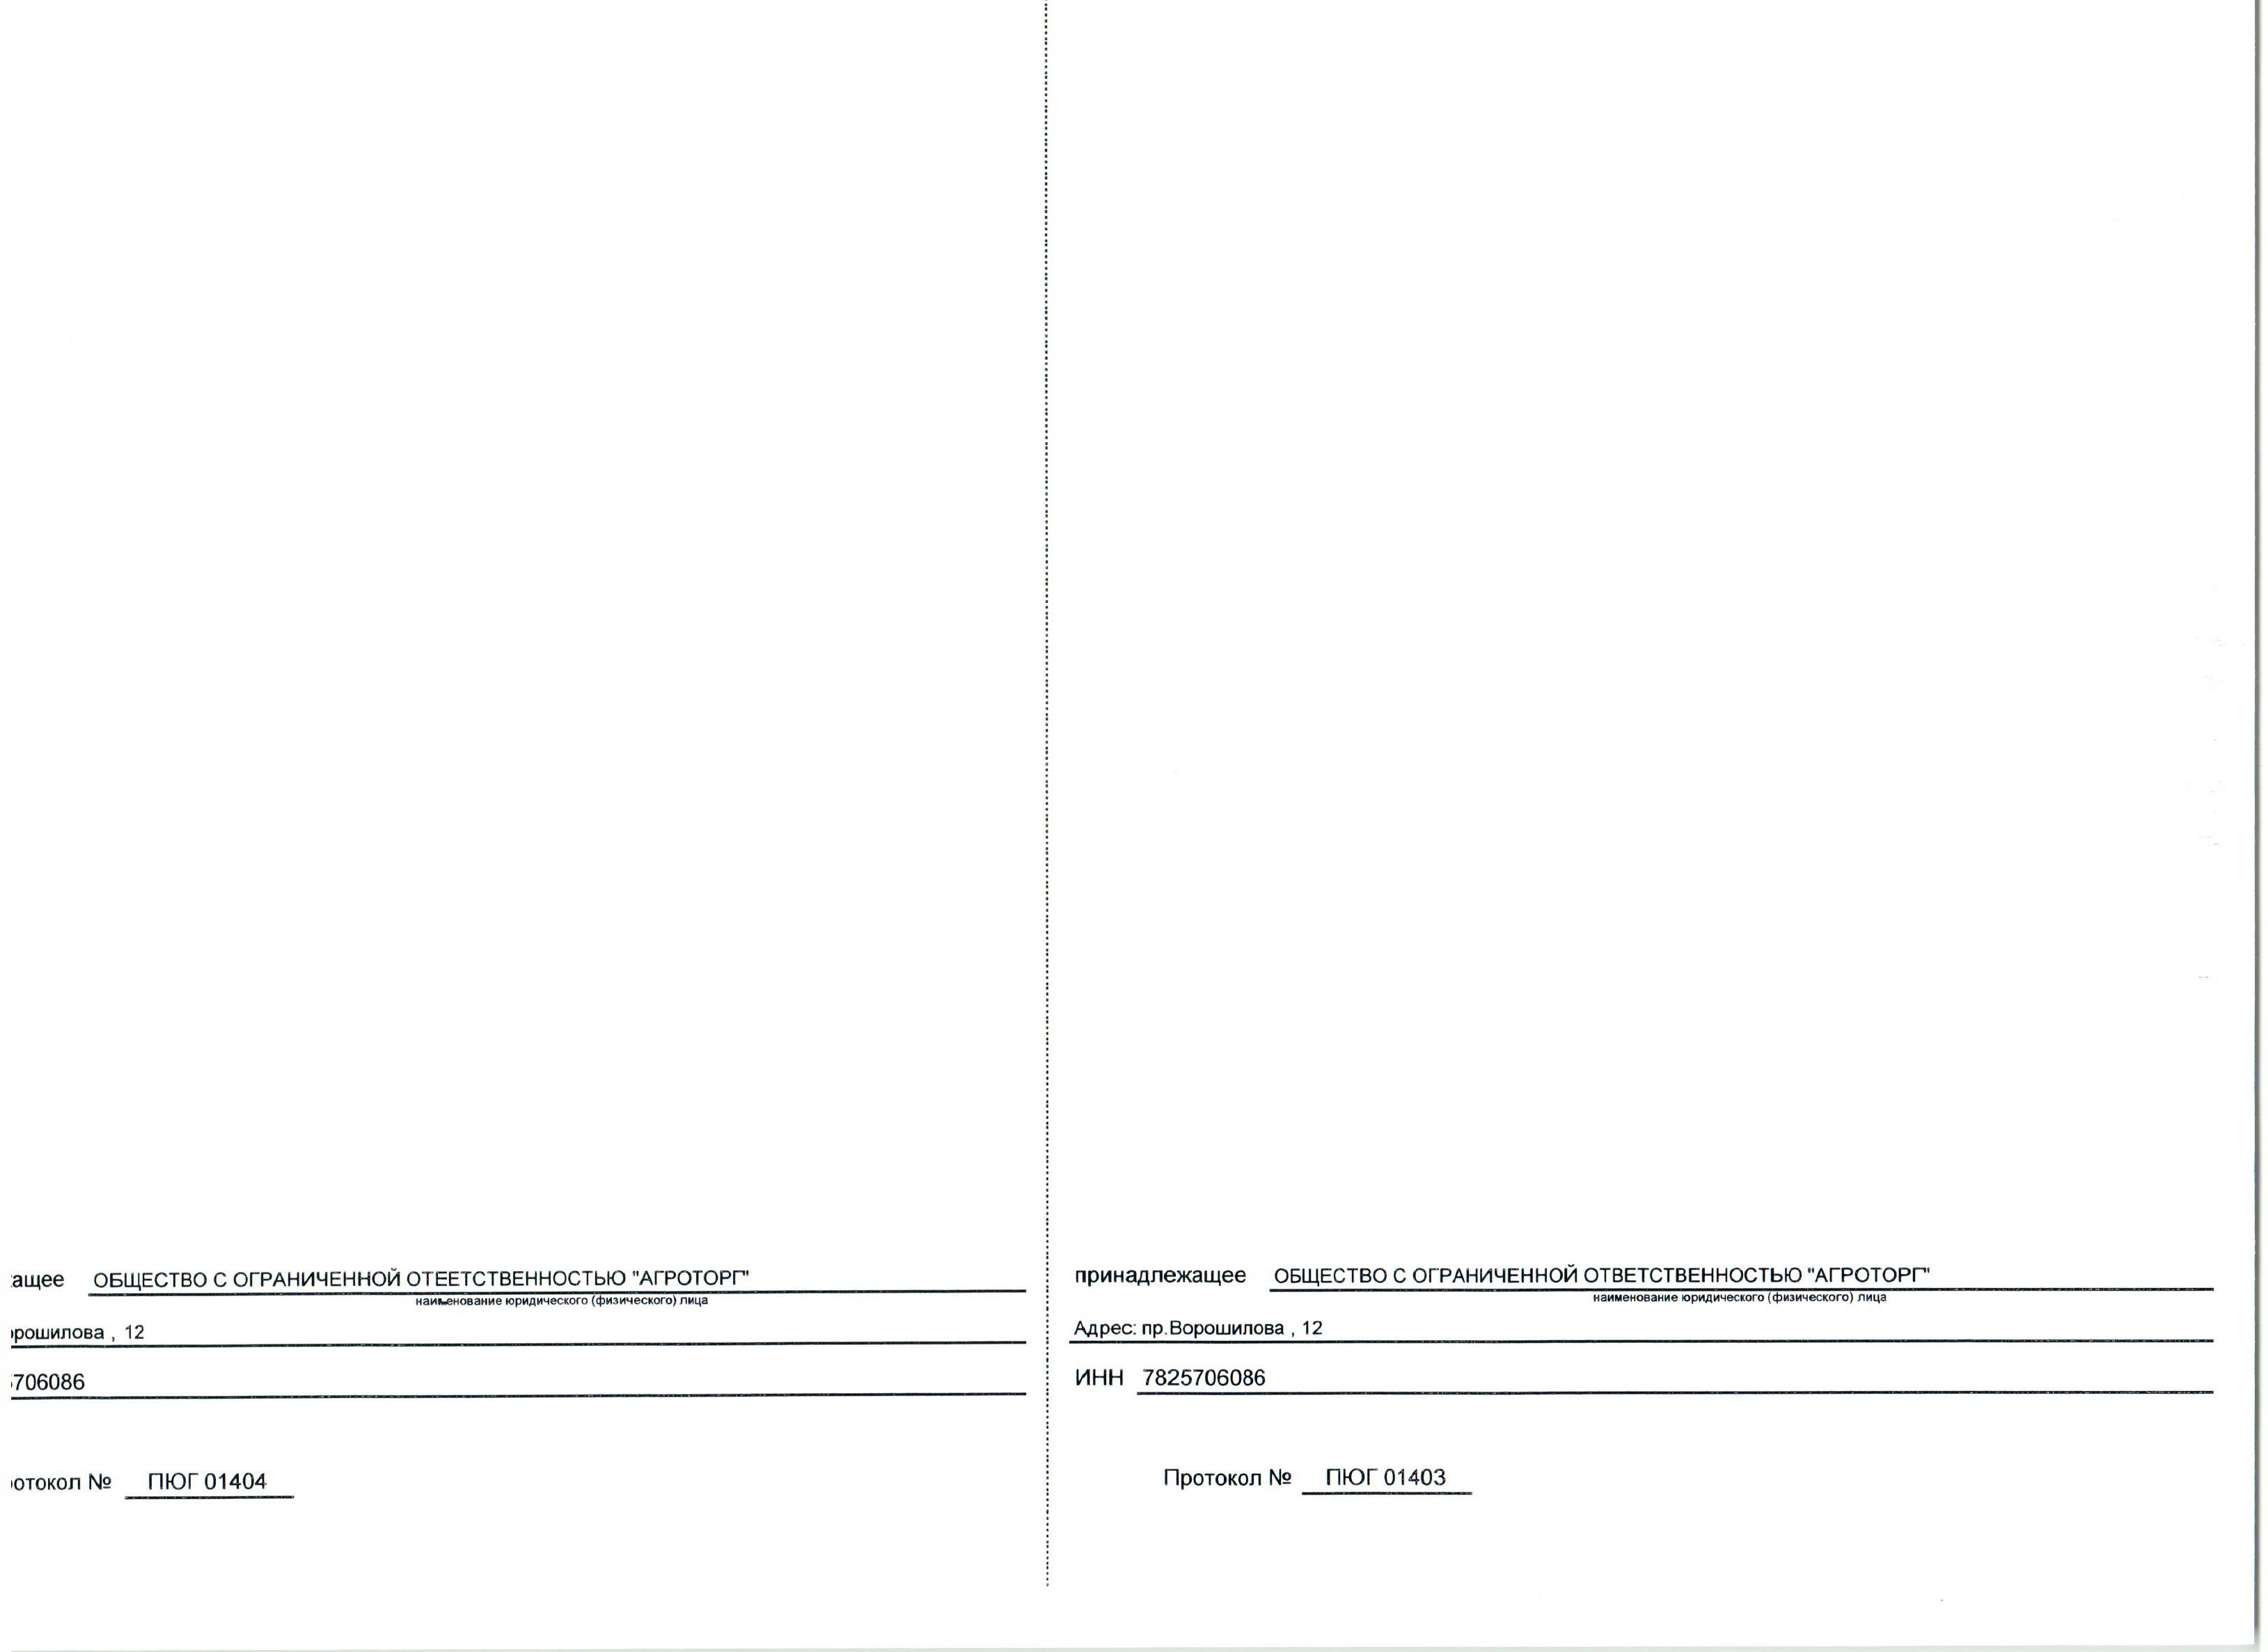 ащее ОБЩЕСТВО С ОГРАНИЧЕННОЙ ОТЕЕТСТВЕННОСТЬЮ "АГРОТОРГ"
наименование юридического (физического) лица
рошилова , 12
706086
отокол № ПЮГ 01404
принадлежащее ОБЩЕСТВО С ОГРАНИЧЕННОЙ ОТВЕТСТВЕННОСТЬЮ "АГРОТОРГ"
наименование юридического (физического) лица
Адрес: пр.Ворошилова , 12
ИНН 7825706086
Протокол № ПЮГ 01403